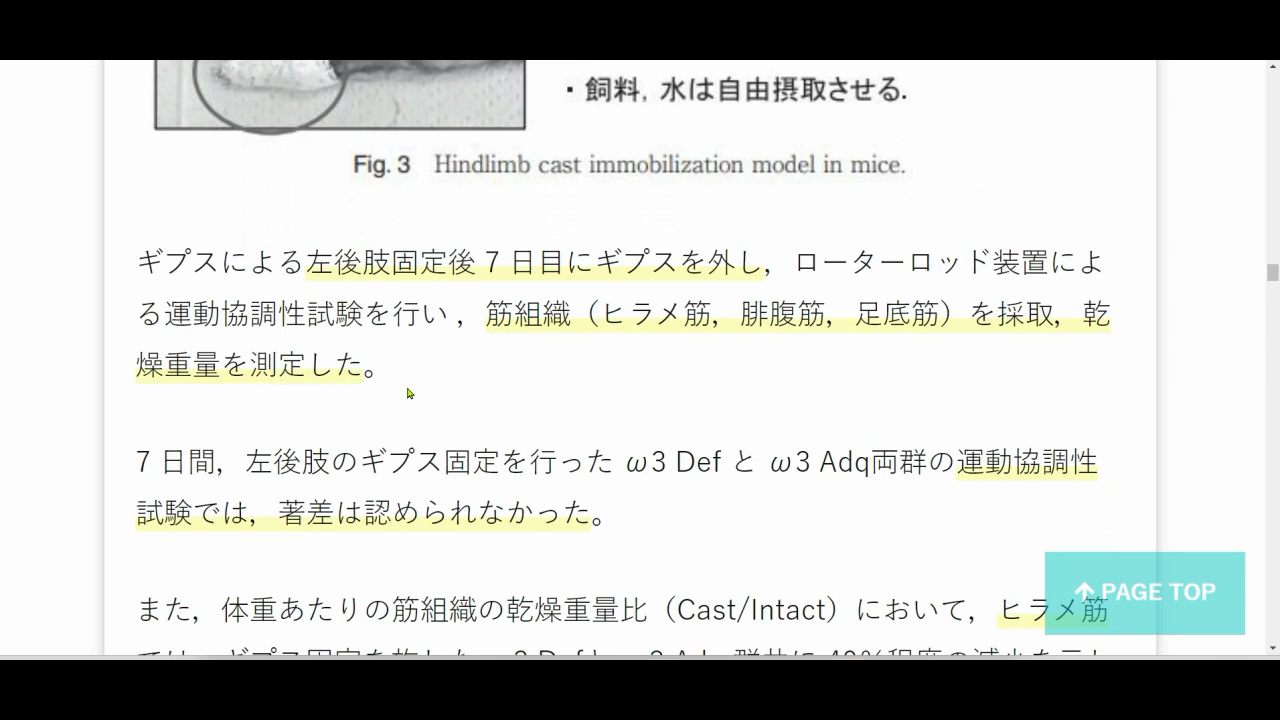 ・飼料，水は自由摂取させる.
Fig. 3 Hindlimb cast immobilization model in mice.
ギプスによる左後肢固定後 7 日目にギプスを外し，ローターロッド装置によ
る運動協調性試験を行い，筋組織（ヒラメ筋，腓腹筋，足底筋）を採取，乾
燥重量を測定した。
7 日間，左後肢のギプス固定を行った ω3 Def と ω3 Adq両群の運動協調性
試験では，著差は認められなかった。
また，体重あたりの筋組織の乾燥重量比（Cast/Intact）において，ヒラメ筋
PAGE TOP